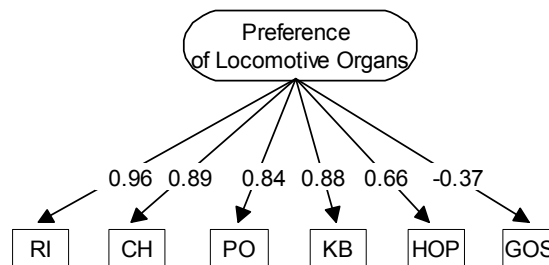 Preference
of Locomotive Organs
0.96 0.89 0.84 0.88 0.66 -0.37
RI CH PO KB HOP GOS